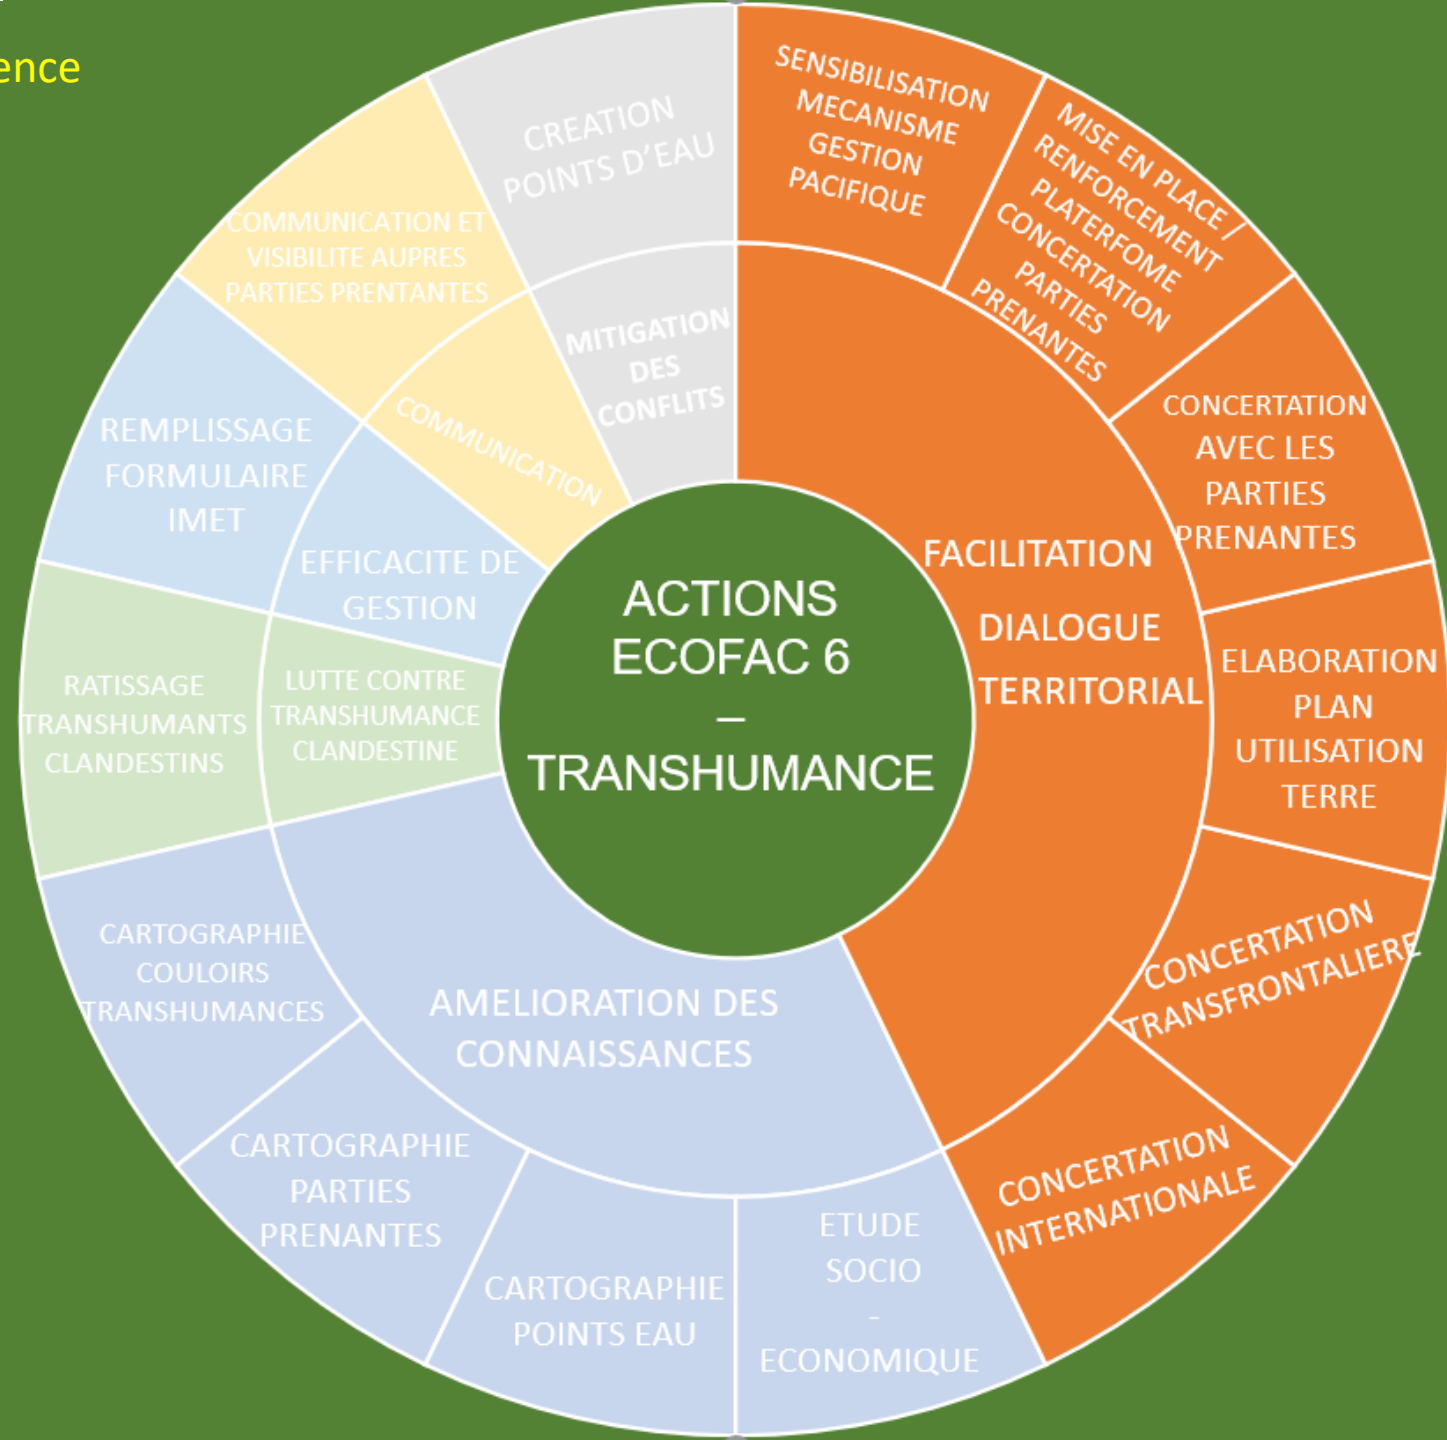 ence
ACTIONS
ECOFAC 6
–
TRANSHUMANCE
FACILITATION
DIALOGUE
TERRITORIAL
SENSIBILISATION
MECANISME
GESTION
PACIFIQUE
MISE EN PLACE /
RENFORCEMENT
PLATERFOME
CONCERTATION
PARTIES
PRENANTES
CONCERTATION
AVEC LES
PARTIES
PRENANTES
ELABORATION
PLAN
UTILISATION
TERRE
CONCERTATION
TRANSFRONTALIERE
CONCERTATION
INTERNATIONALE
AMELIORATION DES
CONNAISSANCES
ETUDE
SOCIO
-
ECONOMIQUE
CARTOGRAPHIE
POINTS EAU
CARTOGRAPHIE
PARTIES
PRENANTES
CARTOGRAPHIE
COULOIRS
TRANSHUMANCES
LUTTE CONTRE
TRANSHUMANCE
CLANDESTINE
RATISSAGE
TRANSHUMANTS
CLANDESTINS
EFFICACITE DE
GESTION
REMPLISSAGE
FORMULAIRE
IMET
COMMUNICATION
COMMUNICATION ET
VISIBILITE AUPRES
PARTIES PRENTANTES
MITIGATION
DES
CONFLITS
CREATION
POINTS D’EAU